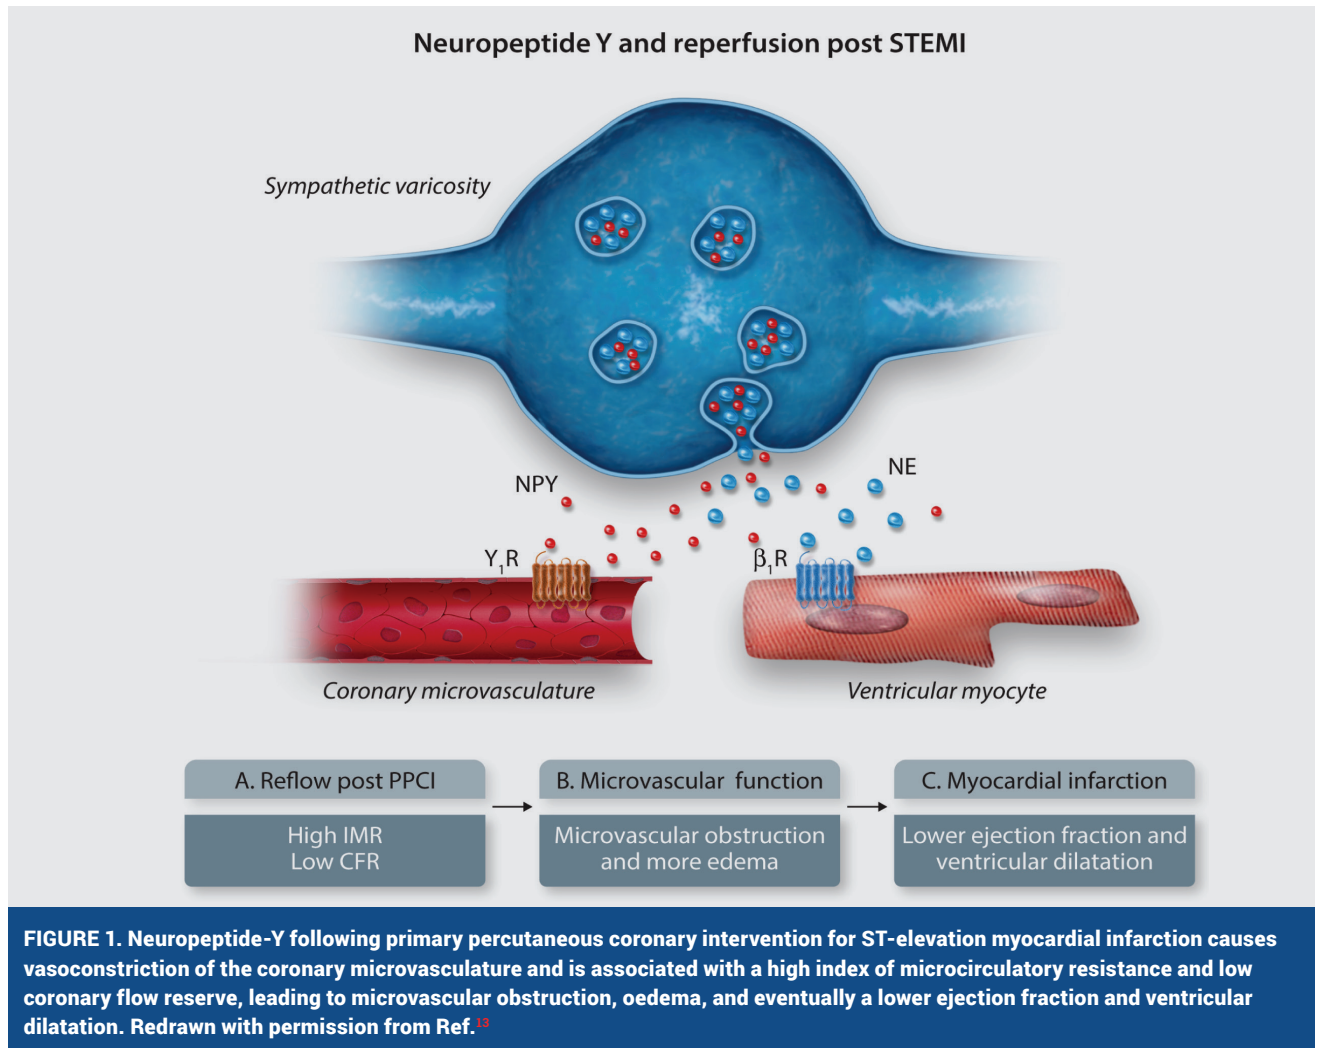 Neuropeptide Y and reperfusion post STEMI
Sympathetic varicosity
NPY
NE
Y₁R
β₁R
Coronary microvasculature
Ventricular myocyte
A. Reflow post PPCI
High IMR
Low CFR
B. Microvascular function
Microvascular obstruction
and more edema
C. Myocardial infarction
Lower ejection fraction and
ventricular dilatation
FIGURE 1. Neuropeptide-Y following primary percutaneous coronary intervention for ST-elevation myocardial infarction causes
vasoconstriction of the coronary microvasculature and is associated with a high index of microcirculatory resistance and low
coronary flow reserve, leading to microvascular obstruction, oedema, and eventually a lower ejection fraction and ventricular
dilatation. Redrawn with permission from Ref.¹³